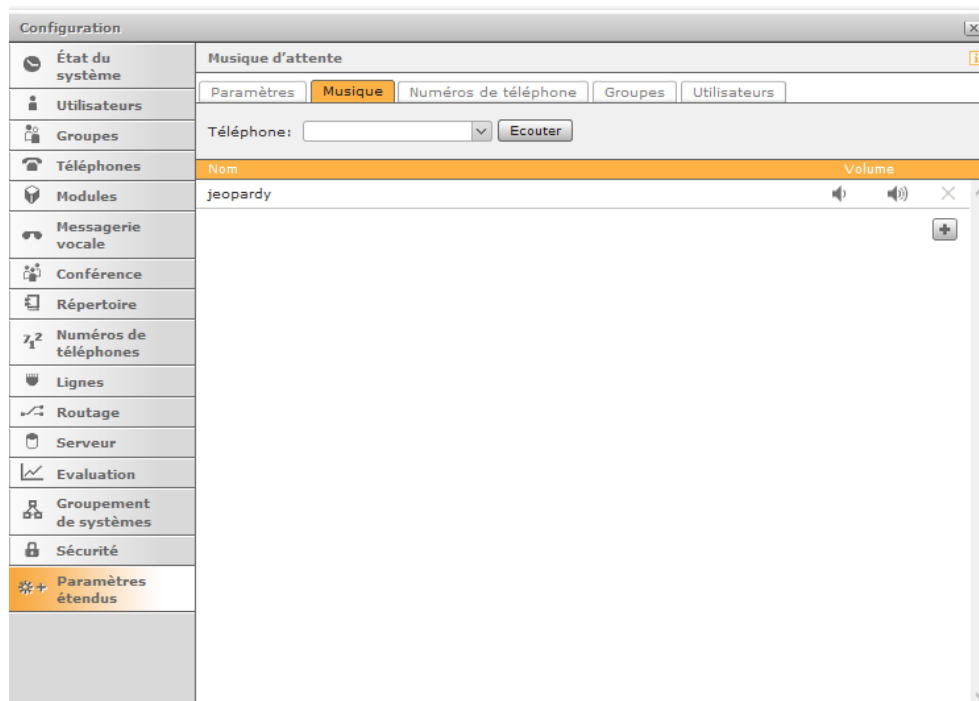 Configuration
État du
système
Utilisateurs
Groupes
Téléphones
Modules
Messagerie
vocale
Conférence
Répertoire
Numéros de
téléphones
Lignes
Routage
Serveur
Evaluation
Groupement
de systèmes
Sécurité
Paramètres
étendus
Musique d'attente
Paramètres Musique Numéros de téléphone Groupes Utilisateurs
Téléphone: Ecouter
Nom Volume
jeopardy